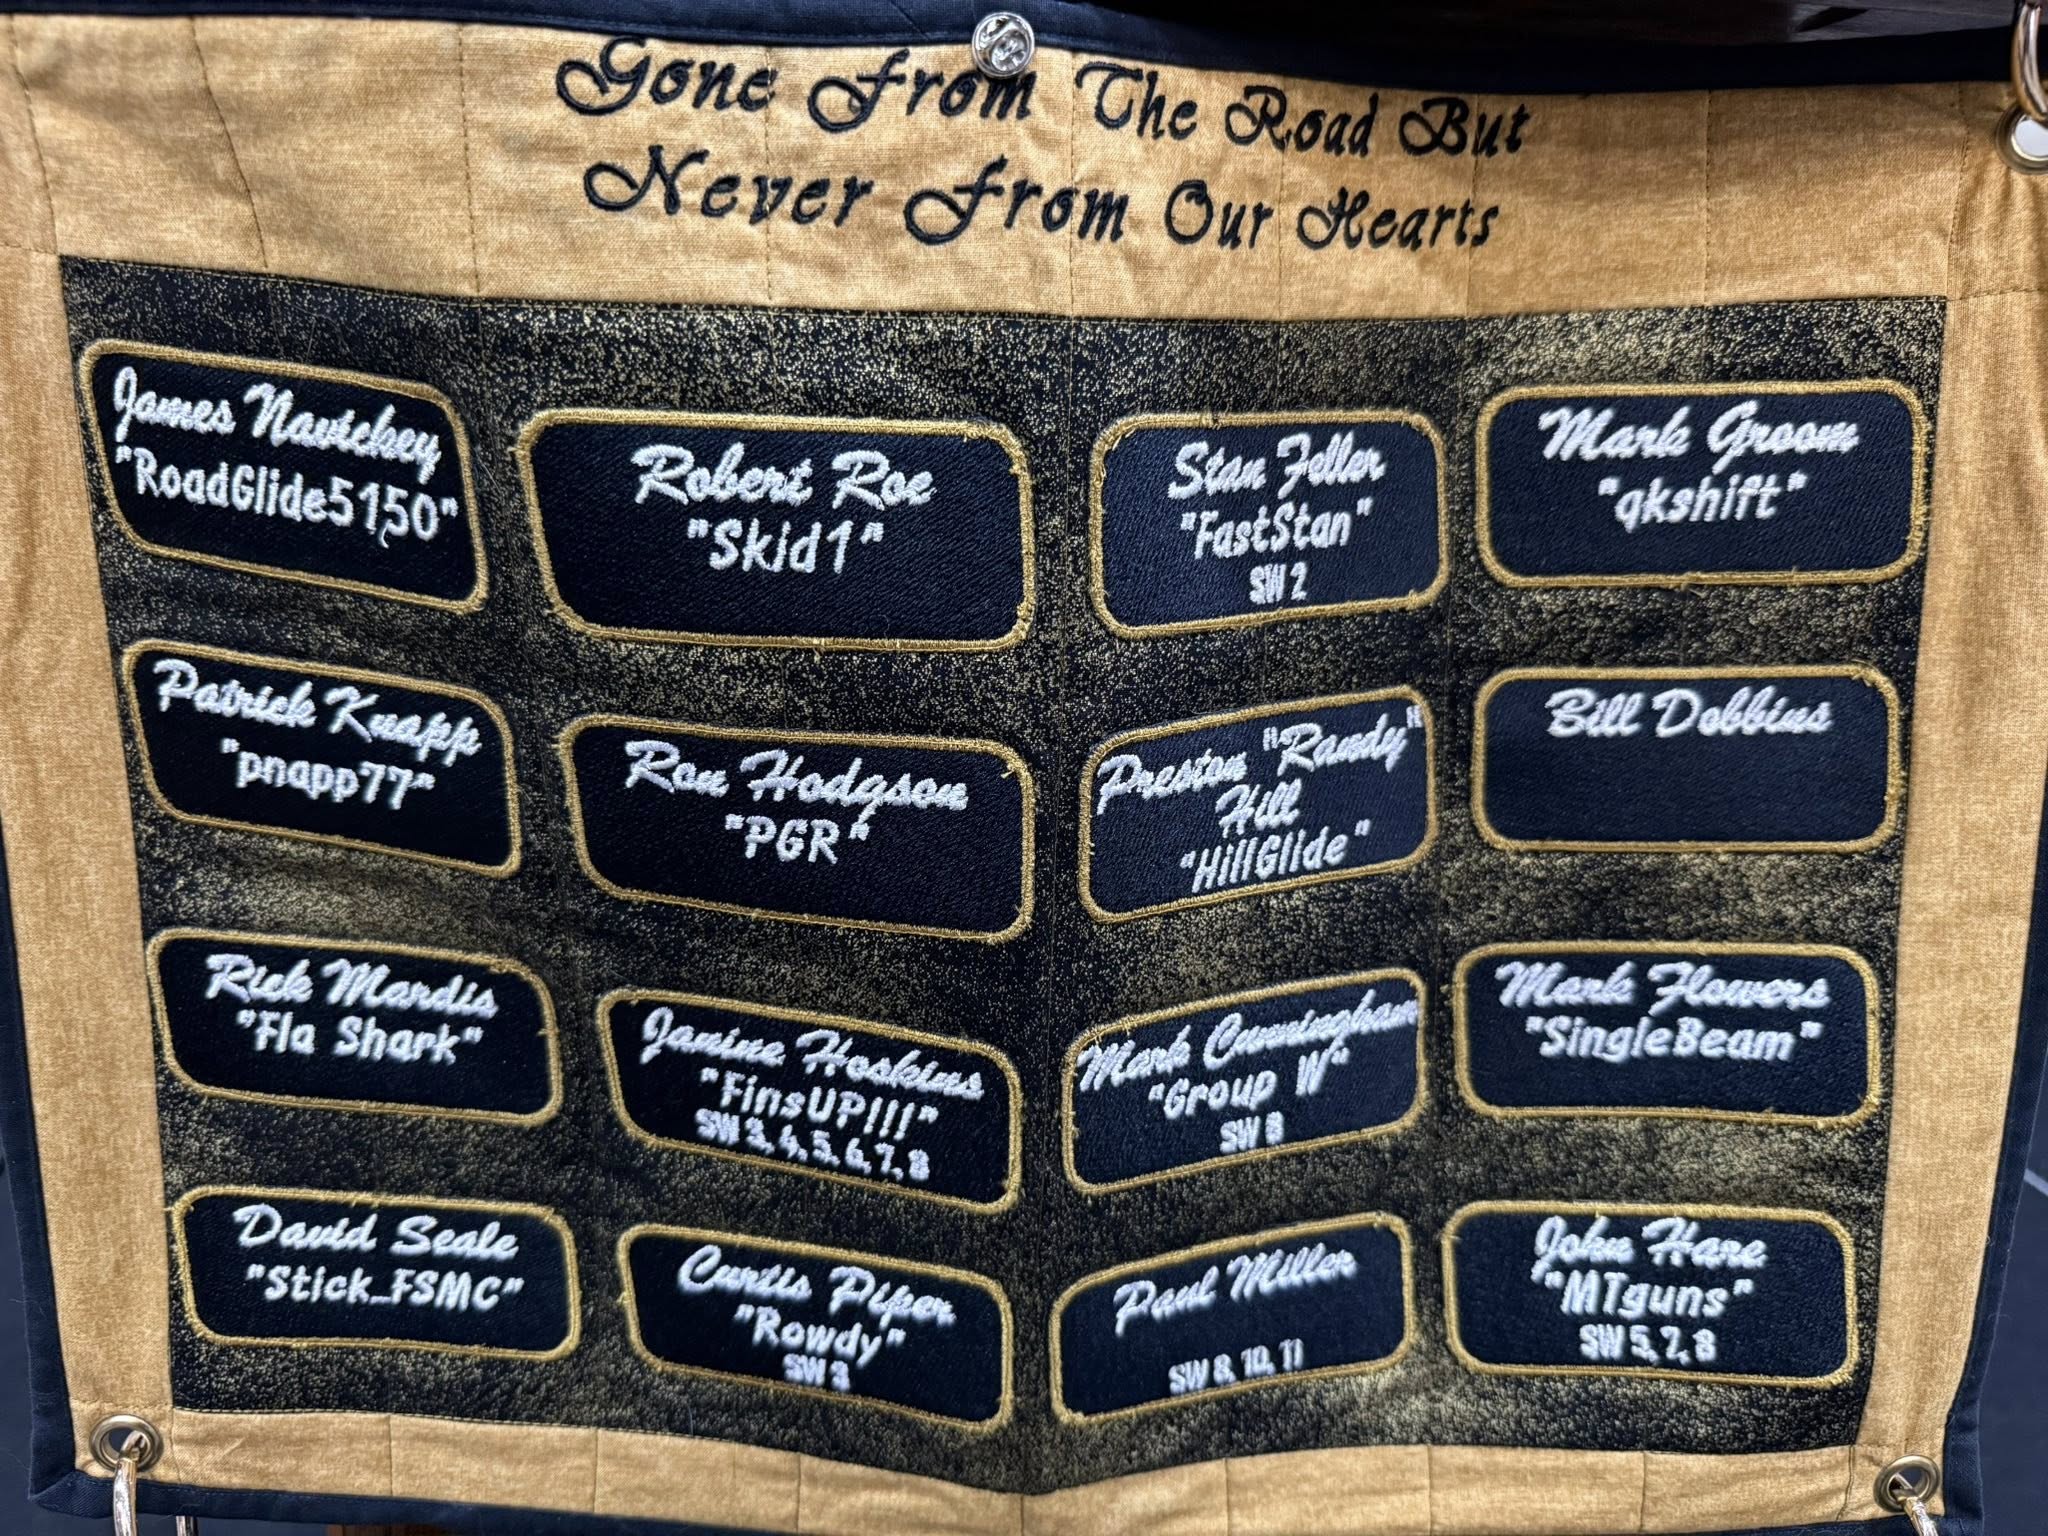 Gone From The Road But
Never From Our Hearts
James Navickey
"RoadGlide5150"
Robert Roe
"Skid1"
Stan Feller
"FastStan"
SW 2
Mark Groom
"qkshift"
Patrick Knapp
"pnapp77"
Ron Hodgson
"PGR"
Preston "Randy"
Hill
"HillGlide"
Bill Dobbins
Rick Mardis
"Fla Shark"
Janine Hoskins
"FinsUP!!!"
SW 3, 4, 5, 6, 7, 8
Mark Cunningham
"Group W"
SW 8
Mark Flowers
"SingleBeam"
David Seale
"Stick_FSMC"
Curtis Piper
"Rowdy"
SW 3
Paul Miller
SW 8, 10, 11
John Hare
"MTguns"
SW 5, 7, 8